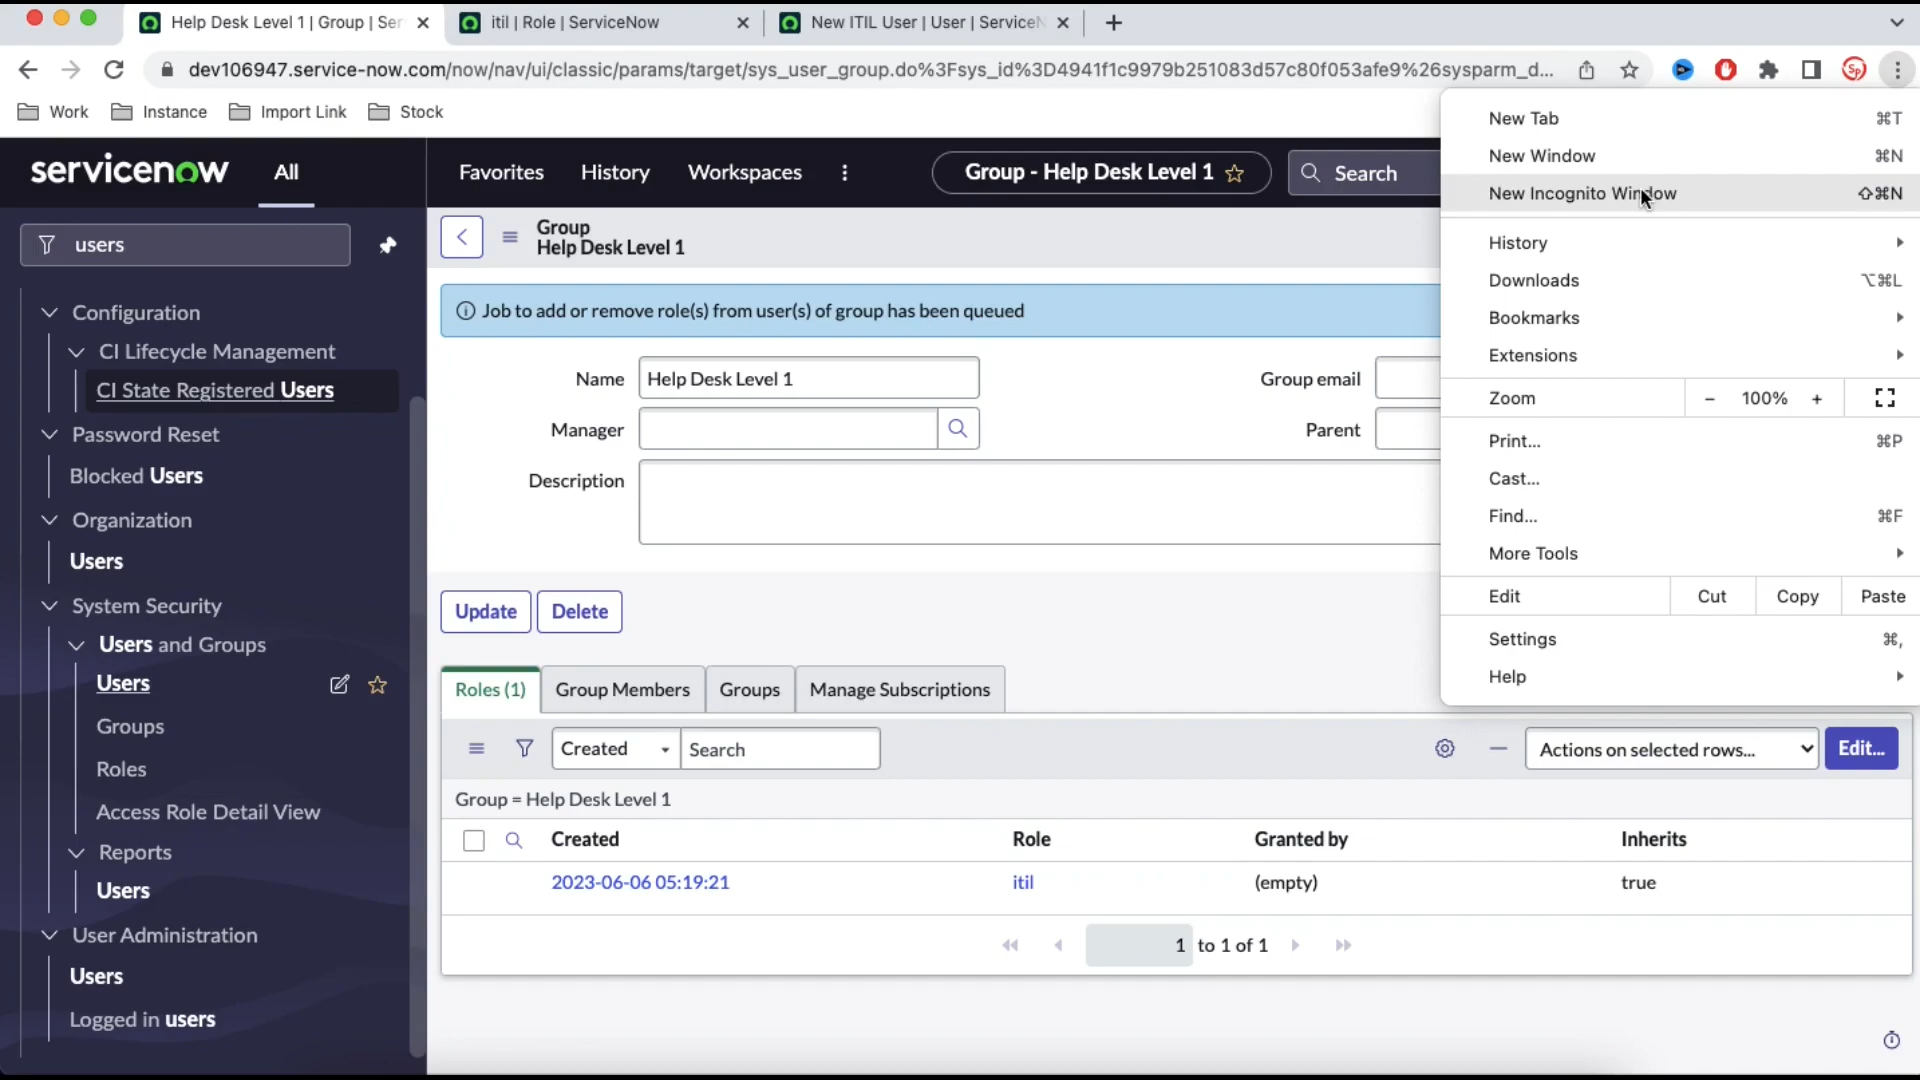 Help Desk Level 1 | Group | Ser
itil | Role | ServiceNow
New ITIL User | User | ServiceN
dev106947.service-now.com/now/nav/ui/classic/params/target/sys_user_group.do%3Fsys_id%3D4941f1c9979b251083d57c80f053afe9%26sysparm_d...
Sp
Work
Instance
Import Link
Stock
servicenow
All
Favorites
History
Workspaces
Group - Help Desk Level 1
Search
users
Configuration
CI Lifecycle Management
CI State Registered Users
Password Reset
Blocked Users
Organization
Users
System Security
Users and Groups
Users
Groups
Roles
Access Role Detail View
Reports
Users
User Administration
Users
Logged in users
Group
Help Desk Level 1
Job to add or remove role(s) from user(s) of group has been queued
Name
Help Desk Level 1
Group email
Manager
Parent
Description
Update
Delete
Roles (1)
Group Members
Groups
Manage Subscriptions
Created
Search
Actions on selected rows...
Edit...
Group = Help Desk Level 1
Created Role Granted by Inherits
2023-06-06 05:19:21 itil (empty) true
1 to 1 of 1
New Tab ⌘T
New Window ⌘N
New Incognito Window ⇧⌘N
History
Downloads ⌥⌘L
Bookmarks
Extensions
Zoom − 100% +
Print... ⌘P
Cast...
Find... ⌘F
More Tools
Edit Cut Copy Paste
Settings ⌘,
Help